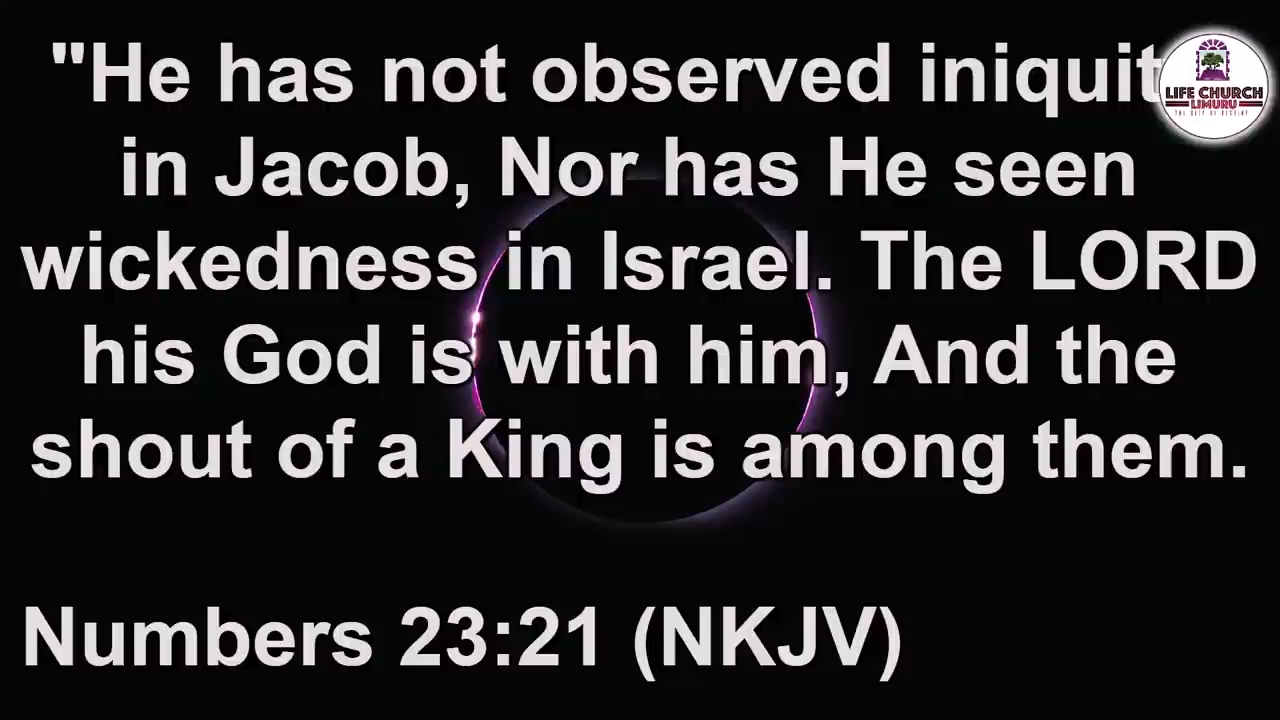 "He has not observed iniquit
in Jacob, Nor has He seen
wickedness in Israel. The LORD
his God is with him, And the
shout of a King is among them.
Numbers 23:21 (NKJV)
LIFE CHURCH
LIMURU